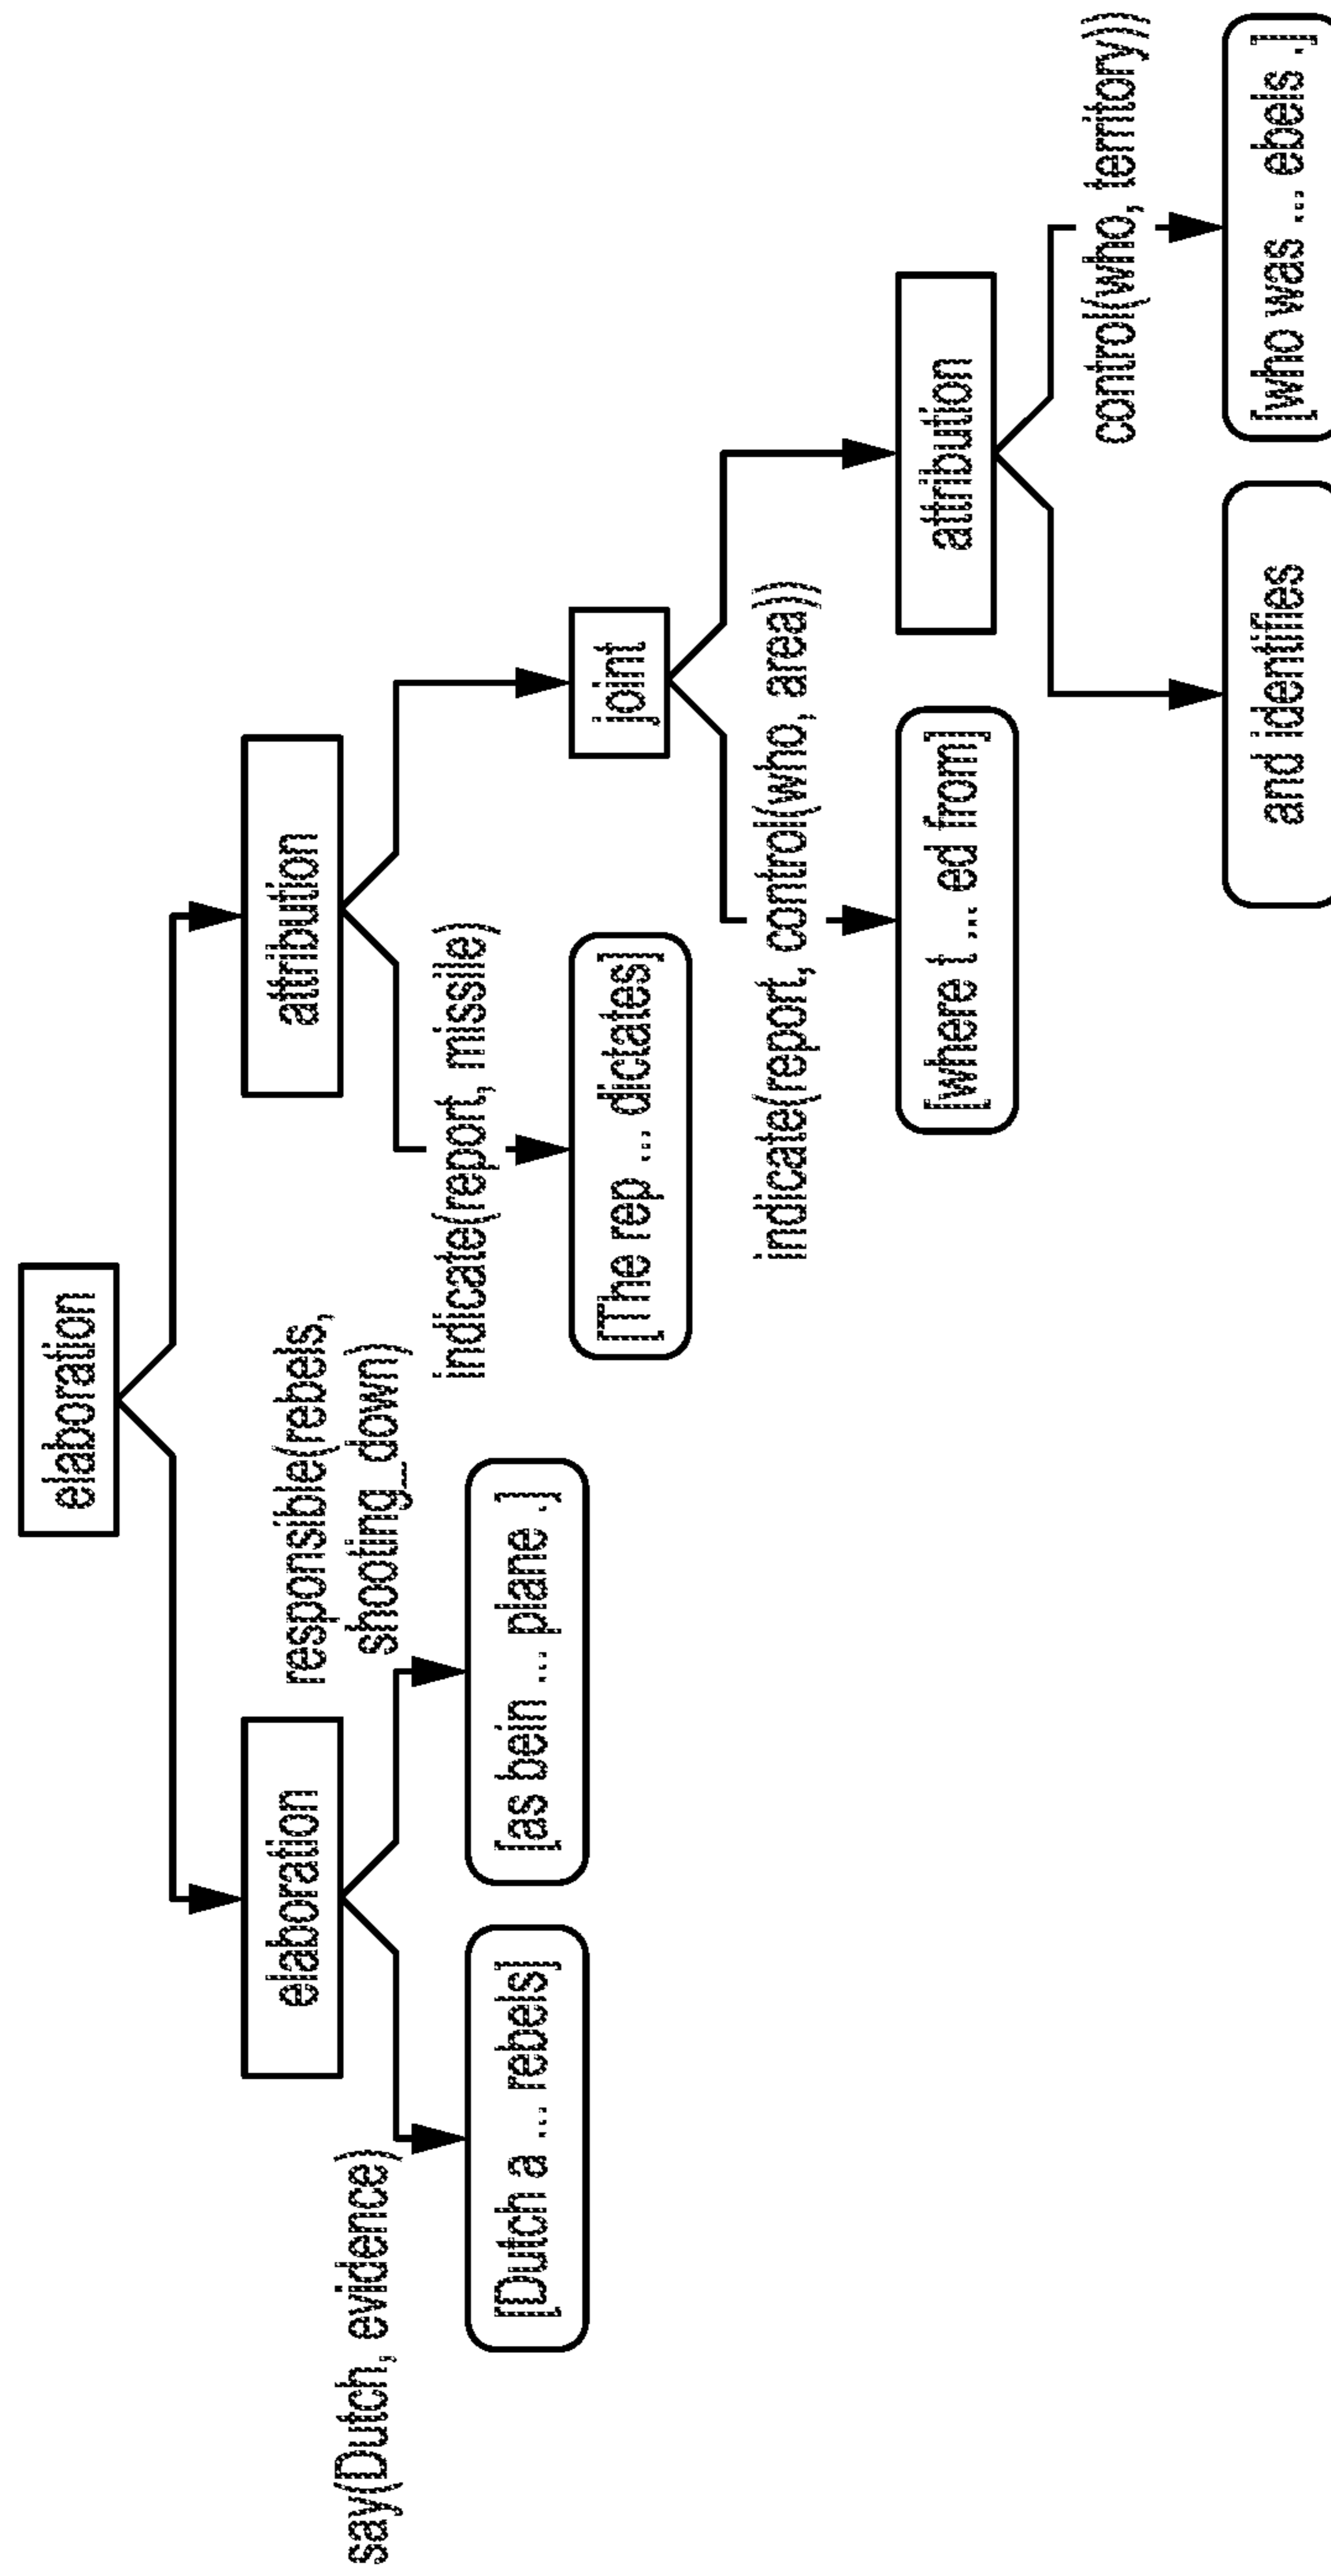 elaboration
elaboration
attribution
say(Dutch, evidence)
responsible(rebels,
shooting_down)
indicate(report, missile)
[Dutch a ... rebels]
[as bein ... plane .]
[The rep ... dictates]
joint
indicate(report, control(who, area))
[where t ... ed from]
attribution
control(who, territory))
and identifies
[who was ... ebels .]